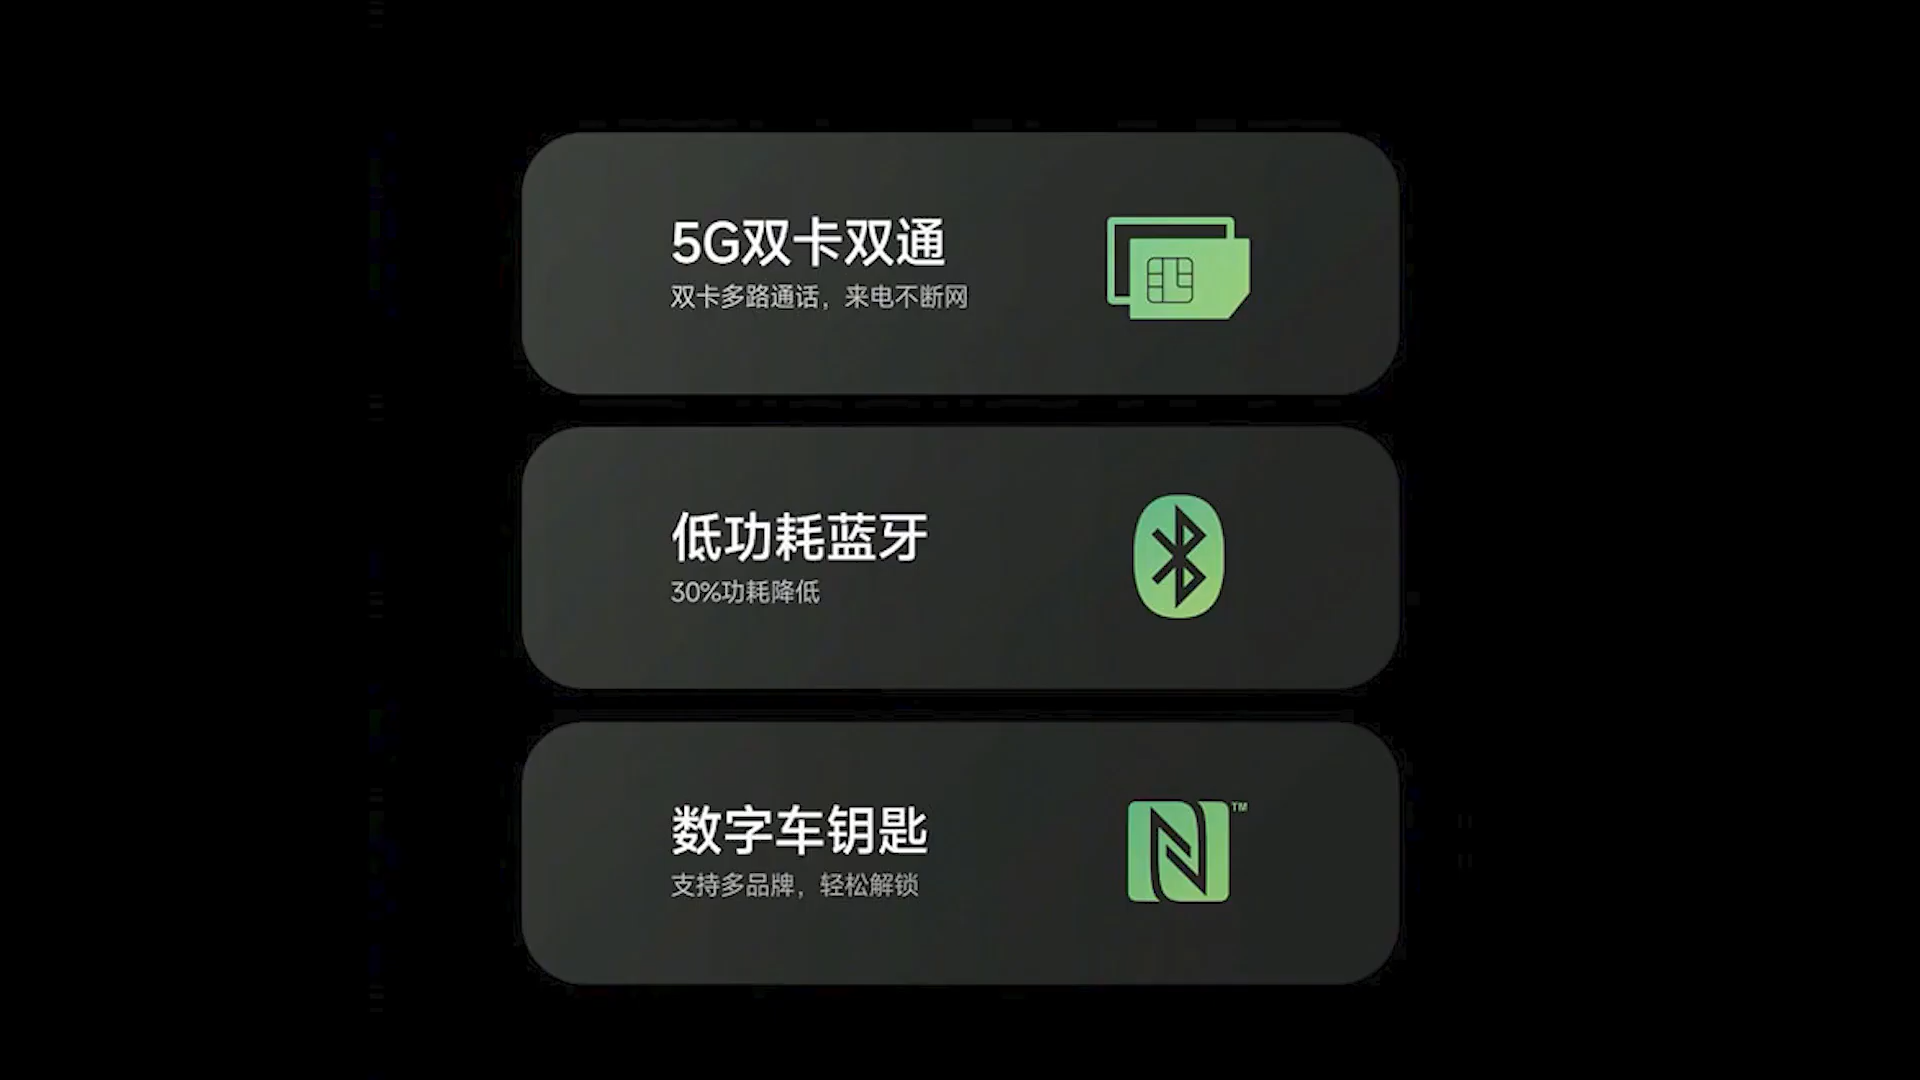 5G双卡双通
双卡多路通话，来电不断网
低功耗蓝牙
30%功耗降低
数字车钥匙
支持多品牌，轻松解锁
TM